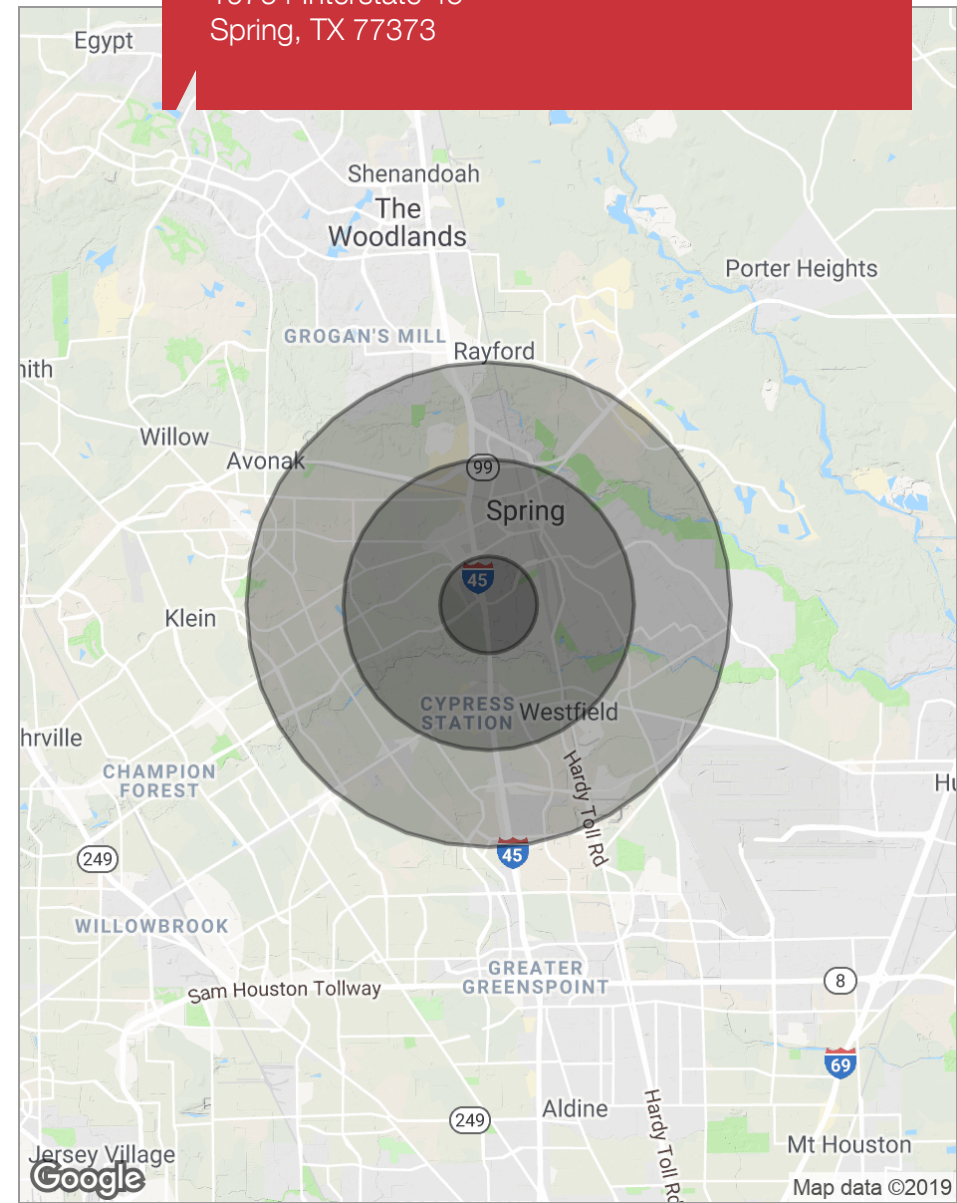 Spring, TX 77373
Egypt
Shenandoah
The
Woodlands
Porter Heights
GROGAN'S MILL
Rayford
Willow
Avonak
99
Spring
45
Klein
CYPRESS
STATION
Westfield
CHAMPION
FOREST
Hardy Toll Rd
249
45
WILLOWBROOK
GREATER
GREENSPOINT
Sam Houston Tollway
8
69
249
Aldine
Hardy Toll Rd
Mt Houston
Jersey Village
Google
Map data ©2019